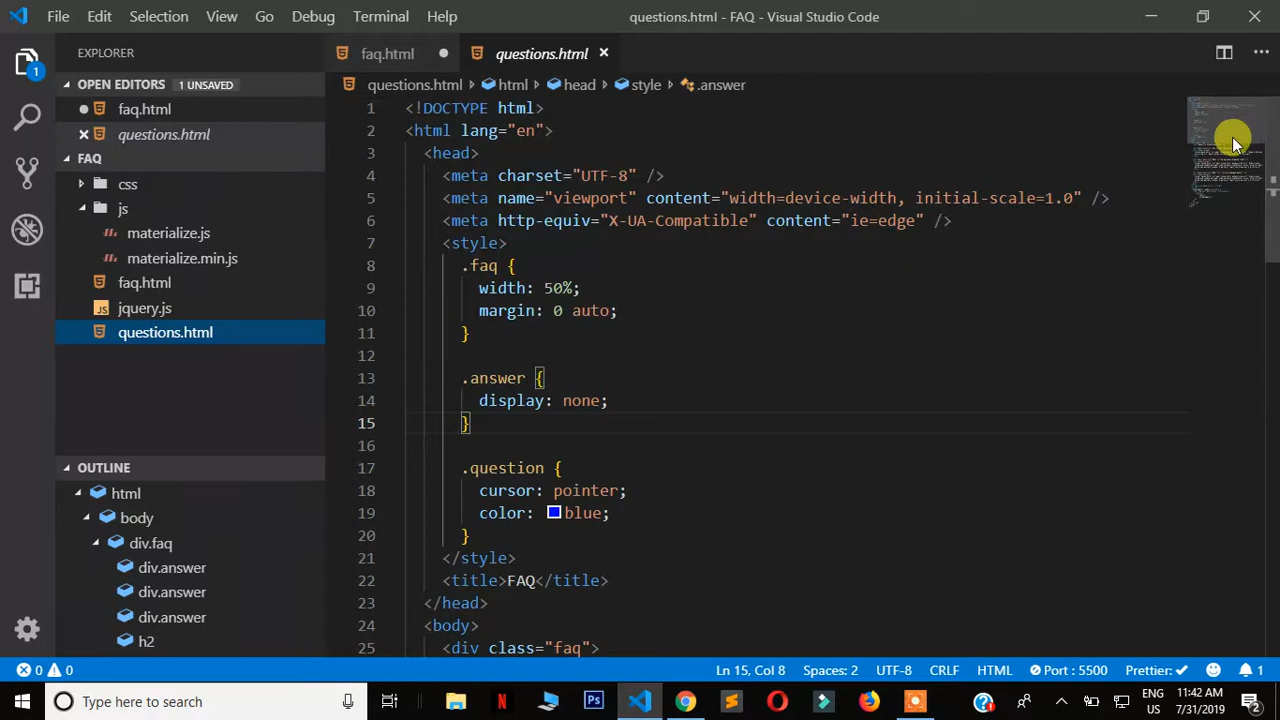 File Edit Selection View Go Debug Terminal Help questions.html - FAQ - Visual Studio Code
EXPLORER
OPEN EDITORS 1 UNSAVED
faq.html
questions.html
FAQ
css
js
materialize.js
materialize.min.js
faq.html
jquery.js
questions.html
OUTLINE
html
body
div.faq
div.answer
div.answer
div.answer
h2
1
faq.html questions.html
questions.html html head style .answer
1 <!DOCTYPE html>
2 <html lang="en">
3 <head>
4 <meta charset="UTF-8" />
5 <meta name="viewport" content="width=device-width, initial-scale=1.0" />
6 <meta http-equiv="X-UA-Compatible" content="ie=edge" />
7 <style>
8 .faq {
9 width: 50%;
10 margin: 0 auto;
11 }
12
13 .answer {
14 display: none;
15 }
16
17 .question {
18 cursor: pointer;
19 color: blue;
20 }
21 </style>
22 <title>FAQ</title>
23 </head>
24 <body>
25 <div class="faq">
0 0 Ln 15, Col 8 Spaces: 2 UTF-8 CRLF HTML Port : 5500 Prettier: 1
Type here to search
N
Ps
ENG
IN
11:42 AM
7/31/2019
2